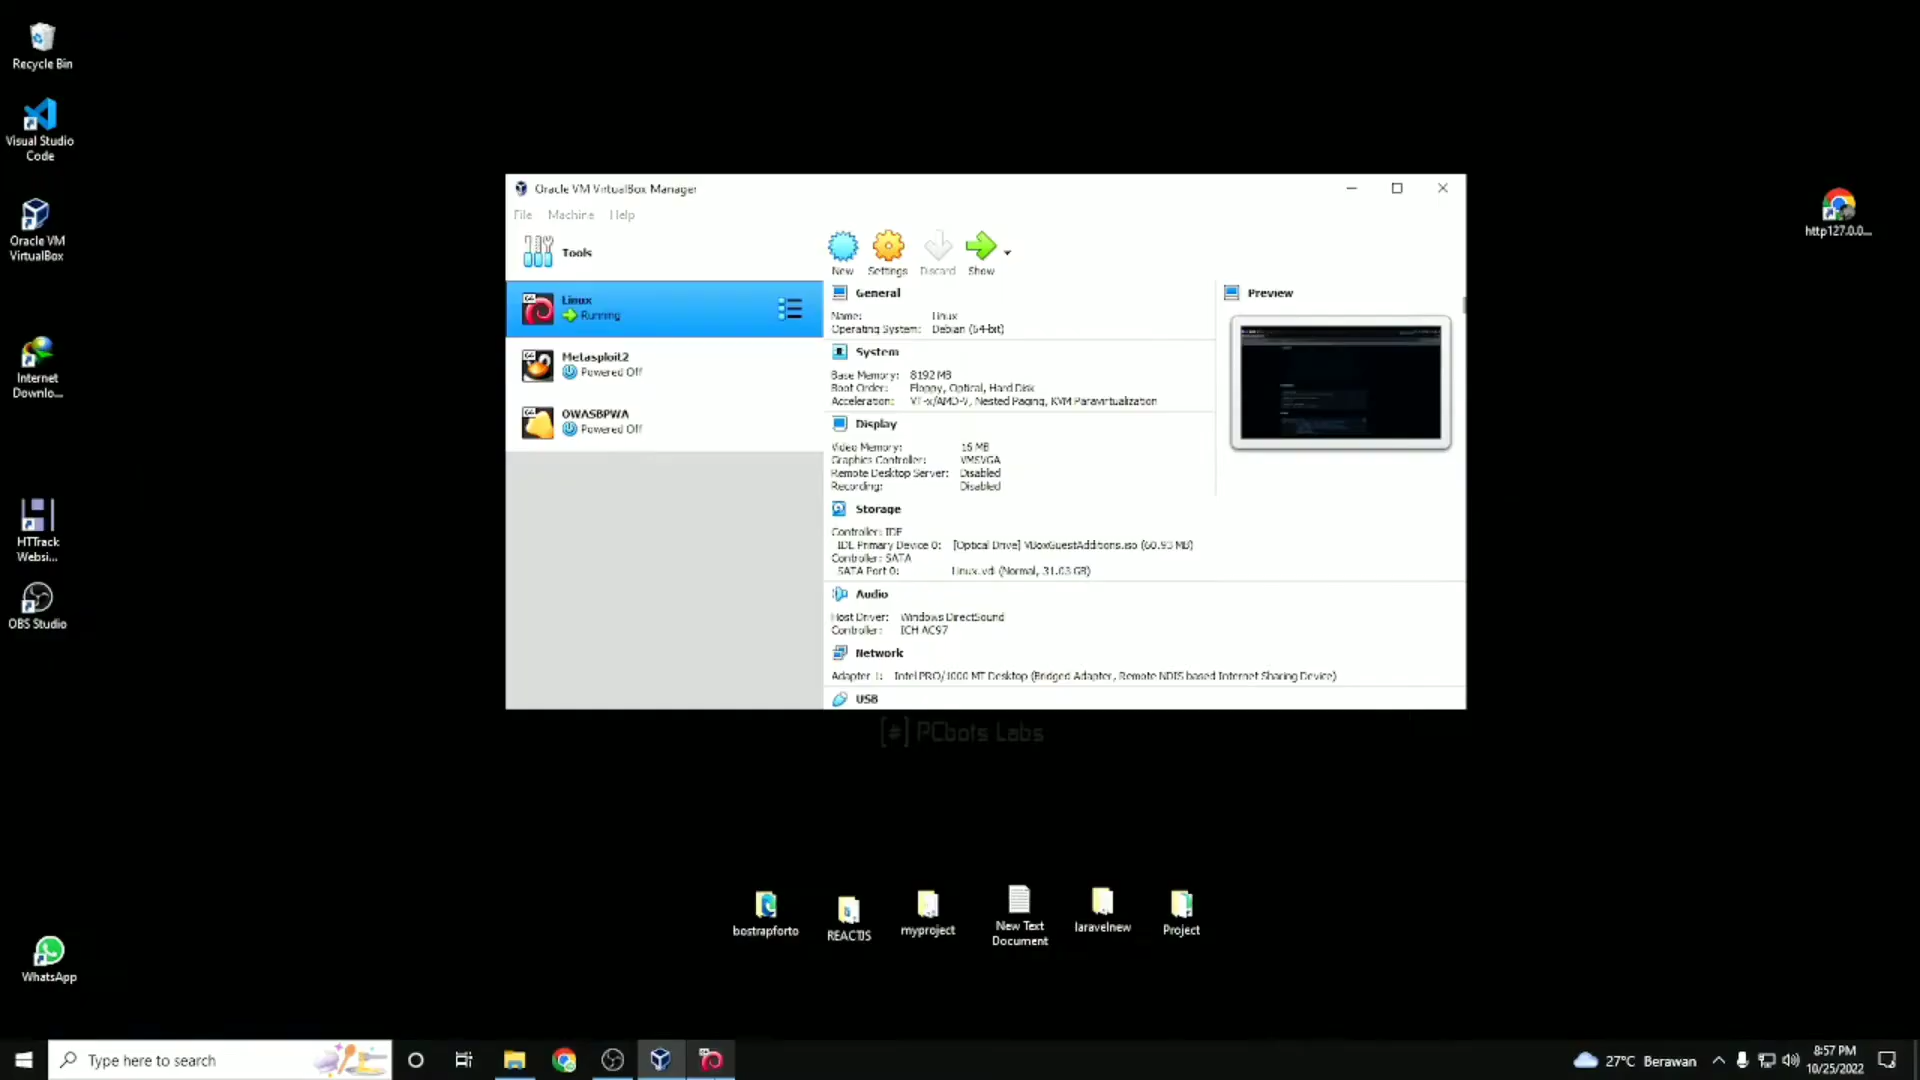 Recycle Bin
Visual Studio
Code
Oracle VM
VirtualBox
Internet
Downlo...
HTTrack
Websi...
OBS Studio
WhatsApp
Oracle VM VirtualBox Manager
File Machine Help
Tools
New Settings Discard Show
Linux
Running
Metasploit2
Powered Off
OWASBPWA
Powered Off
General
Name: Linux
Operating System: Debian (64-bit)
System
Base Memory: 8192 MB
Boot Order: Floppy, Optical, Hard Disk
Acceleration: VT-x/AMD-V, Nested Paging, KVM Paravirtualization
Display
Video Memory: 16 MB
Graphics Controller: VMSVGA
Remote Desktop Server: Disabled
Recording: Disabled
Storage
Controller: IDE
IDE Primary Device 0: [Optical Drive] VBoxGuestAdditions.iso (60.93 MB)
Controller: SATA
SATA Port 0: Linux.vdi (Normal, 31.03 GB)
Audio
Host Driver: Windows DirectSound
Controller: ICH AC97
Network
Adapter 1: Intel PRO/1000 MT Desktop (Bridged Adapter, Remote NDIS based Internet Sharing Device)
USB
Preview
http127.0.0...
[#] PCbots Labs
bostrapforto
REACTJS
myproject
New Text
Document
laravelnew
Project
Type here to search
27°C Berawan
8:57 PM
10/25/2022